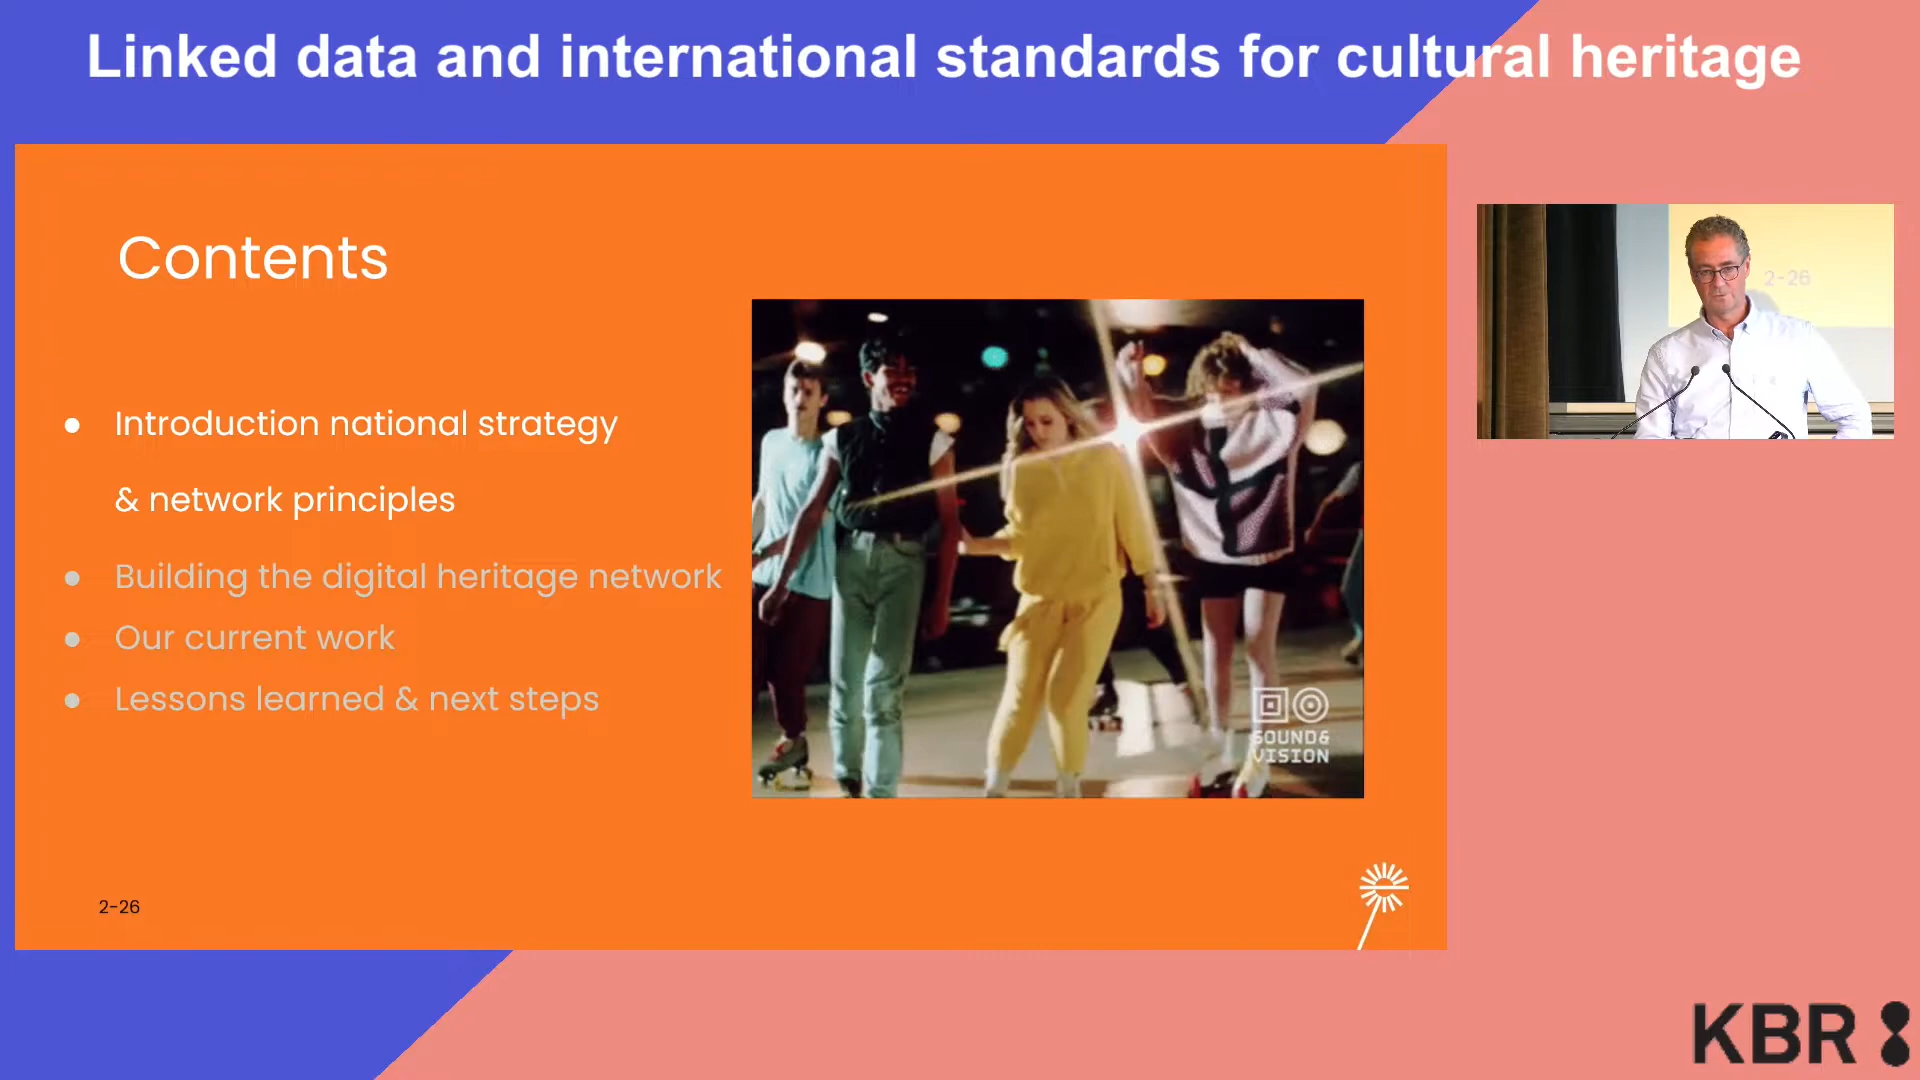 Linked data and international standards for cultural heritage
Contents
• Introduction national strategy
& network principles
• Building the digital heritage network
• Our current work
• Lessons learned & next steps
SOUND&
VISION
2-26
2-26
KBR